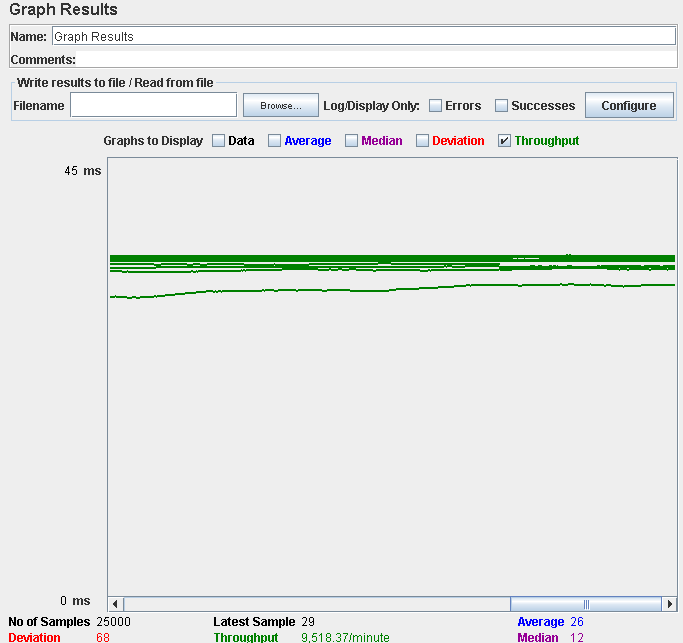 Graph Results
Name: Graph Results
Comments:
Write results to file / Read from file
Filename Browse... Log/Display Only: Errors Successes Configure
Graphs to Display Data Average Median Deviation Throughput
45 ms
0 ms
No of Samples 25000 Latest Sample 29 Average 26
Deviation 68 Throughput 9,518.37/minute Median 12